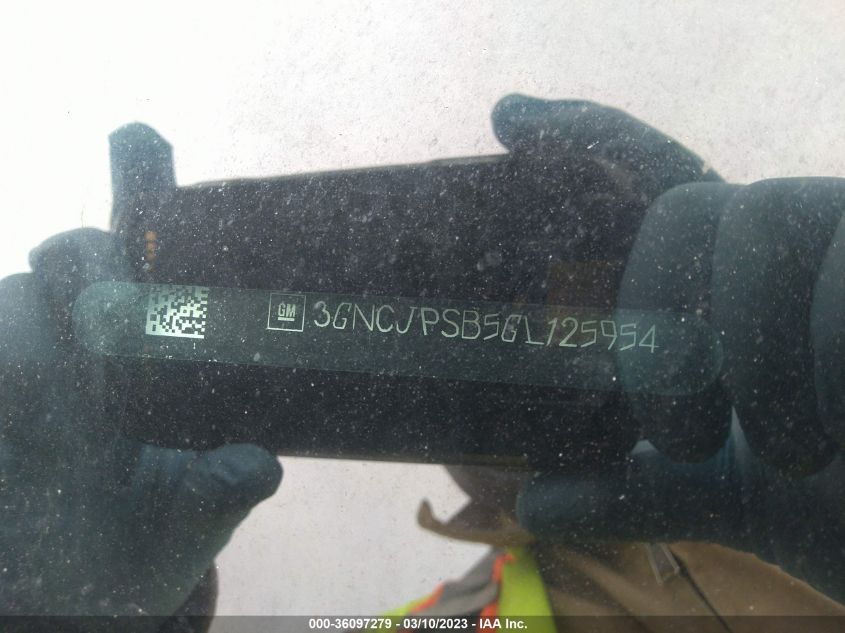 GM 3GNCJPSB5GL125954
000-36097279 - 03/10/2023 - IAA Inc.